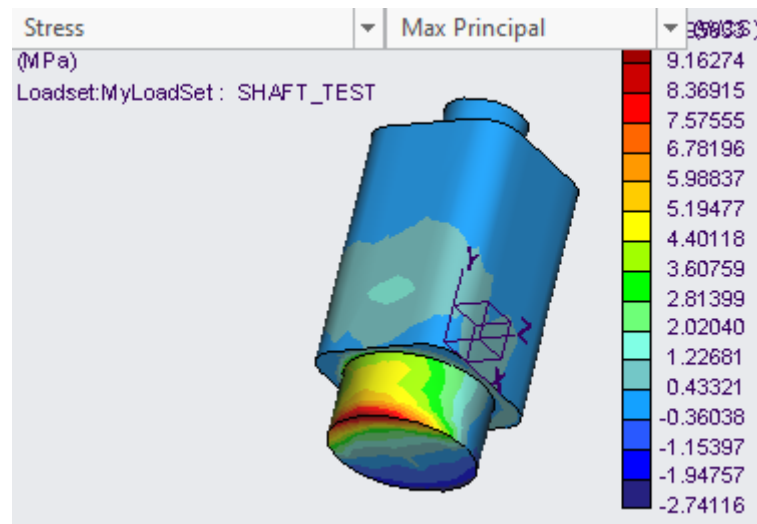 Stress
Max Principal
(MPa)
Loadset:MyLoadSet : SHAFT_TEST
9.16274
8.36915
7.57555
6.78196
5.98837
5.19477
4.40118
3.60759
2.81399
2.02040
1.22681
0.43321
-0.36038
-1.15397
-1.94757
-2.74116
Y
Z
X